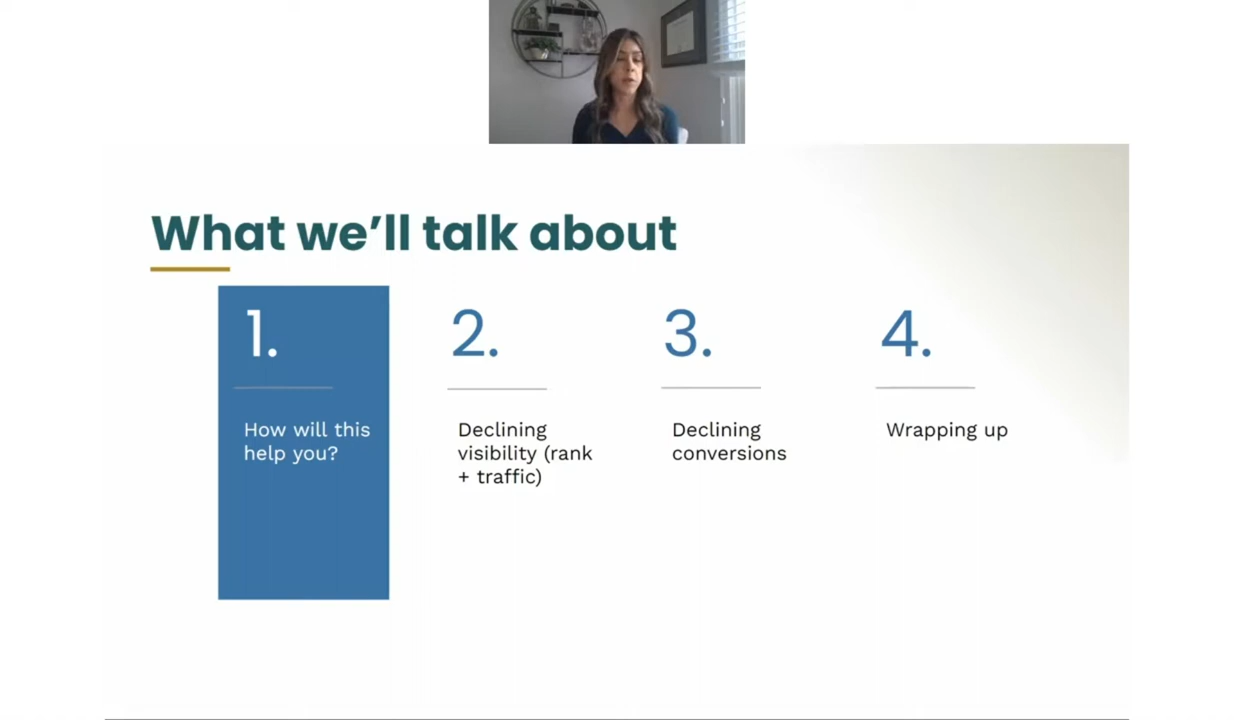 What we'll talk about
1.
How will this
help you?
2.
Declining
visibility (rank
+ traffic)
3.
Declining
conversions
4.
Wrapping up